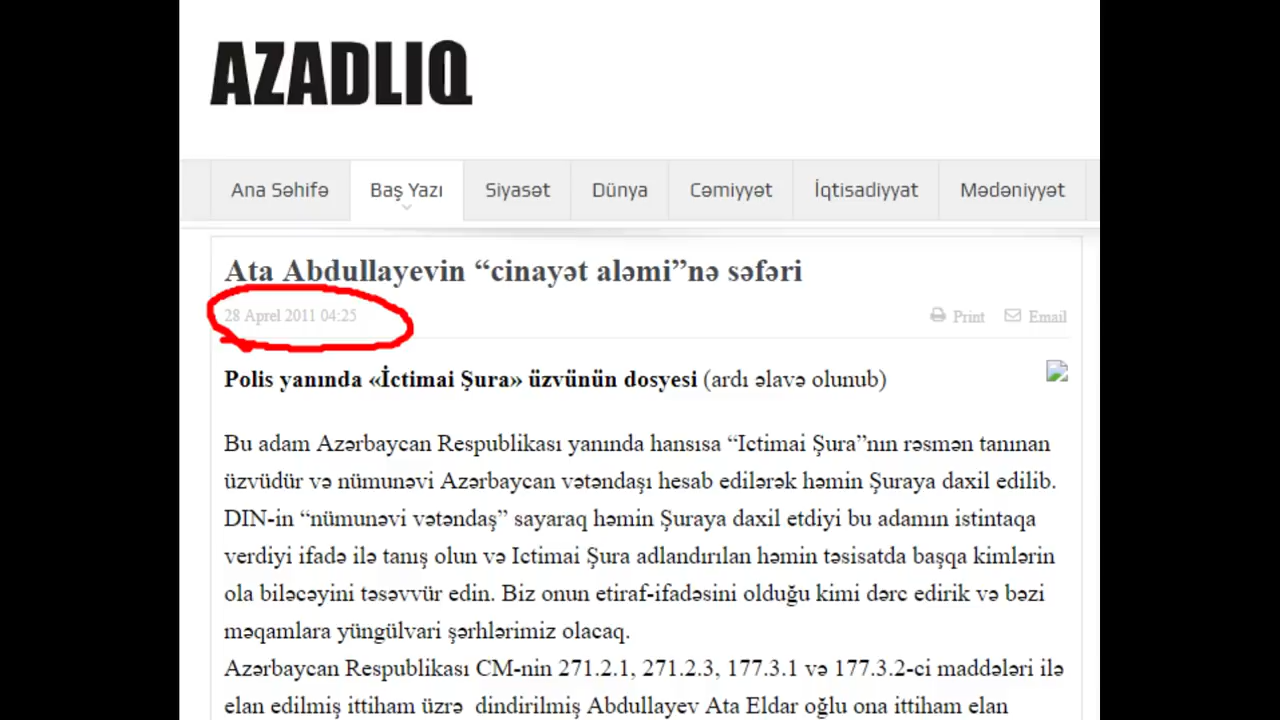 AZADLIQ
Ana Səhifə Baş Yazı Siyasət Dünya Cəmiyyət İqtisadiyyat Mədəniyyət
Ata Abdullayevin “cinayət aləmi”nə səfəri
28 Aprel 2011 04:25 Print Email
Polis yanında «İctimai Şura» üzvünün dosyesi (ardı əlavə olunub)
Bu adam Azərbaycan Respublikası yanında hansısa “Ictimai Şura”nın rəsmən tanınan
üzvüdür və nümunəvi Azərbaycan vətəndaşı hesab edilərək həmin Şuraya daxil edilib.
DIN-in “nümunəvi vətəndaş” sayaraq həmin Şuraya daxil etdiyi bu adamın istintaqa
verdiyi ifadə ilə tanış olun və Ictimai Şura adlandırılan həmin təsisatda başqa kimlərin
ola biləcəyini təsəvvür edin. Biz onun etiraf-ifadəsini olduğu kimi dərc edirik və bəzi
məqamlara yüngülvari şərhlərimiz olacaq.
Azərbaycan Respublikası CM-nin 271.2.1, 271.2.3, 177.3.1 və 177.3.2-ci maddələri ilə
elan edilmiş ittiham üzrə dindirilmiş Abdullayev Ata Eldar oğlu ona ittiham elan